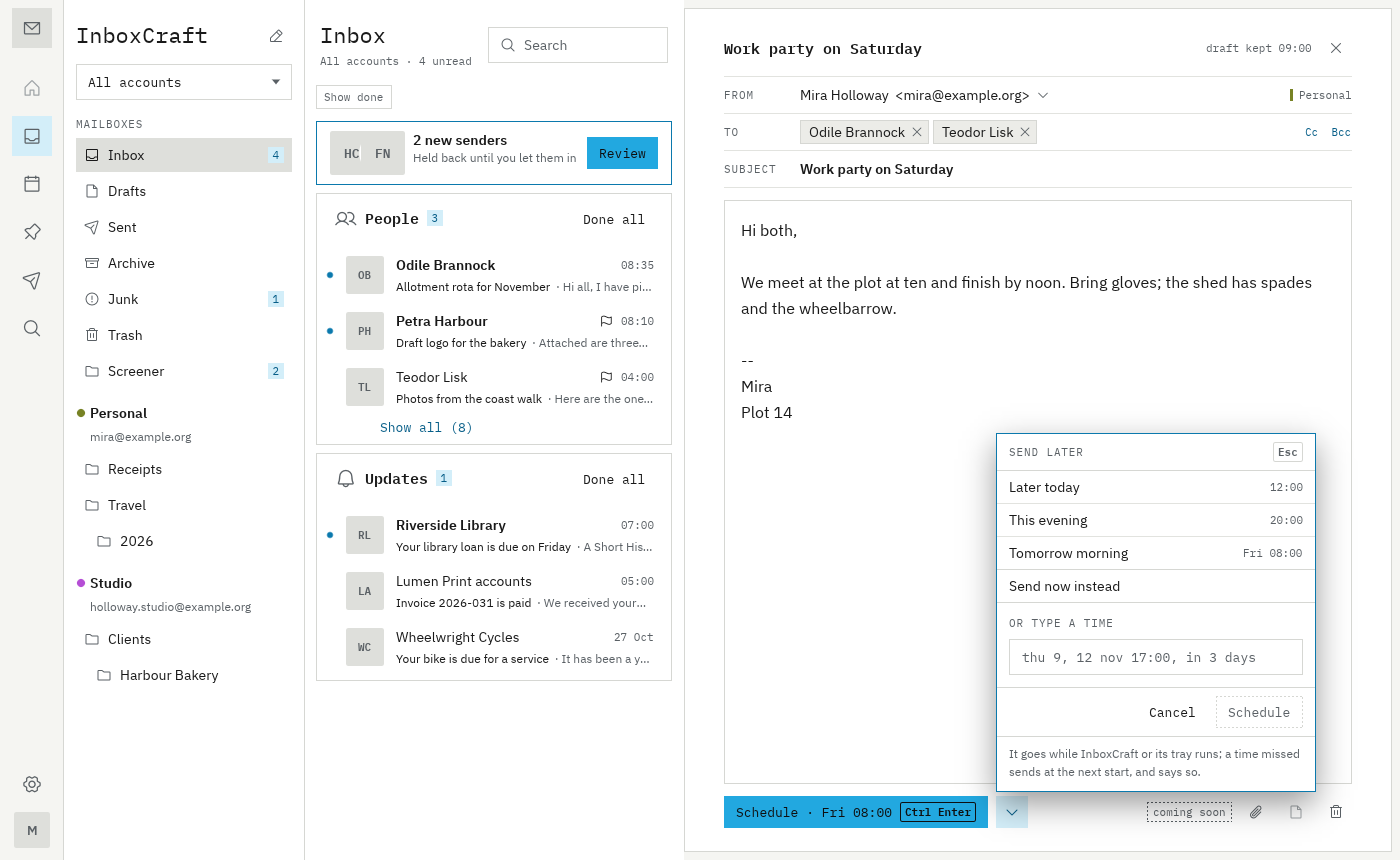 InboxCraft
All accounts
MAILBOXES
Inbox 4
Drafts
Sent
Archive
Junk 1
Trash
Screener 2
Personal
mira@example.org
Receipts
Travel
2026
Studio
holloway.studio@example.org
Clients
Harbour Bakery
M
Inbox
All accounts · 4 unread
Search
Show done
HC FN
2 new senders
Held back until you let them in
Review
People 3 Done all
OB Odile Brannock 08:35
Allotment rota for November · Hi all, I have pi…
PH Petra Harbour 08:10
Draft logo for the bakery · Attached are three…
TL Teodor Lisk 04:00
Photos from the coast walk · Here are the one…
Show all (8)
Updates 1 Done all
RL Riverside Library 07:00
Your library loan is due on Friday · A Short His…
LA Lumen Print accounts 05:00
Invoice 2026-031 is paid · We received your…
WC Wheelwright Cycles 27 Oct
Your bike is due for a service · It has been a y…
Work party on Saturday draft kept 09:00
FROM Mira Holloway <mira@example.org> Personal
TO Odile Brannock Teodor Lisk Cc Bcc
SUBJECT Work party on Saturday
Hi both,
We meet at the plot at ten and finish by noon. Bring gloves; the shed has spades
and the wheelbarrow.
--
Mira
Plot 14
SEND LATER Esc
Later today 12:00
This evening 20:00
Tomorrow morning Fri 08:00
Send now instead
OR TYPE A TIME
thu 9, 12 nov 17:00, in 3 days
Cancel Schedule
It goes while InboxCraft or its tray runs; a time missed
sends at the next start, and says so.
Schedule · Fri 08:00 Ctrl Enter
coming soon